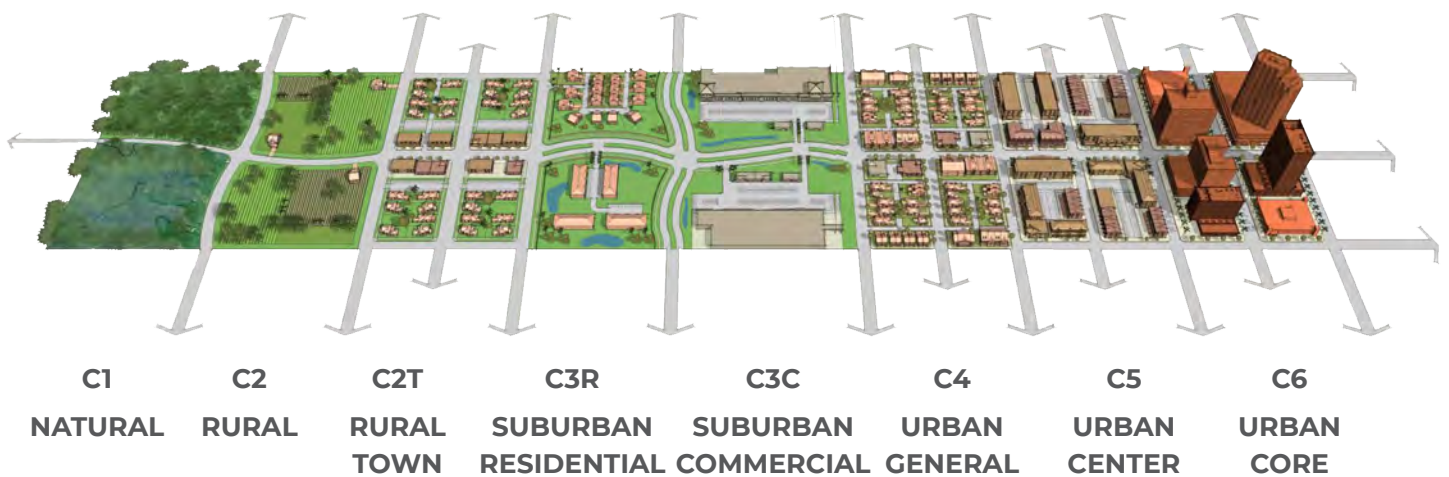 C1 C2 C2T C3R C3C C4 C5 C6
NATURAL RURAL RURAL SUBURBAN SUBURBAN URBAN URBAN URBAN
TOWN RESIDENTIAL COMMERCIAL GENERAL CENTER CORE